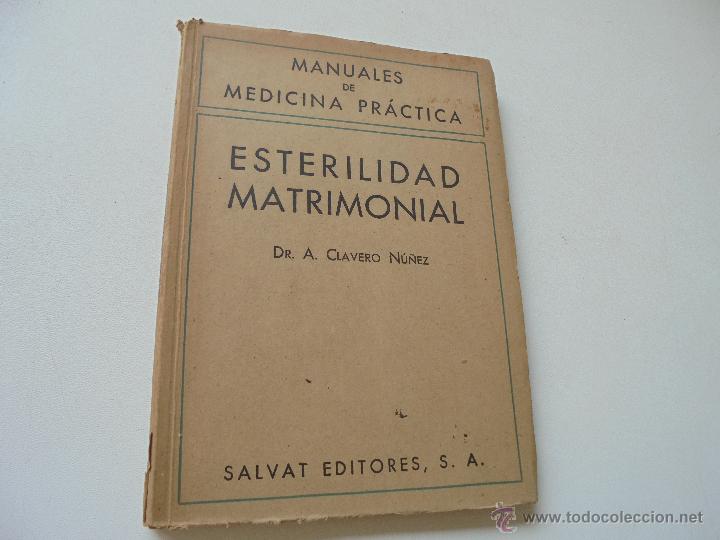 MANUALES
DE
MEDICINA PRÁCTICA
ESTERILIDAD
MATRIMONIAL
DR. A. CLAVERO NÚÑEZ
SALVAT EDITORES, S. A.
www.todocoleccion.net